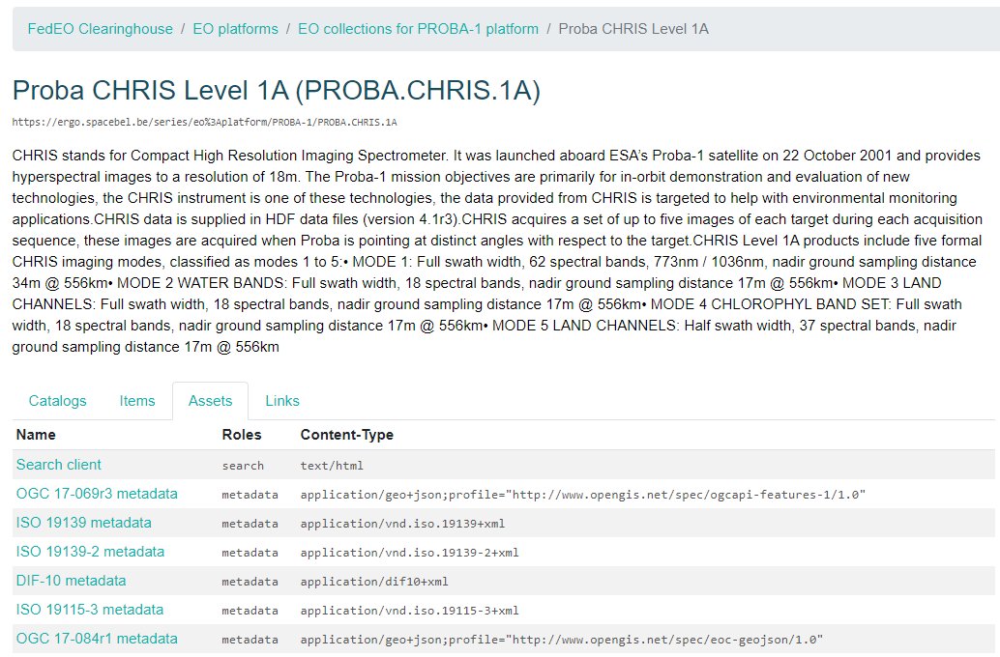 FedEO Clearinghouse / EO platforms / EO collections for PROBA-1 platform / Proba CHRIS Level 1A
Proba CHRIS Level 1A (PROBA.CHRIS.1A)
https://ergo.spacebel.be/series/eo%3Aplatform/PROBA-1/PROBA.CHRIS.1A
CHRIS stands for Compact High Resolution Imaging Spectrometer. It was launched aboard ESA’s Proba-1 satellite on 22 October 2001 and provides
hyperspectral images to a resolution of 18m. The Proba-1 mission objectives are primarily for in-orbit demonstration and evaluation of new
technologies, the CHRIS instrument is one of these technologies, the data provided from CHRIS is targeted to help with environmental monitoring
applications.CHRIS data is supplied in HDF data files (version 4.1r3).CHRIS acquires a set of up to five images of each target during each acquisition
sequence, these images are acquired when Proba is pointing at distinct angles with respect to the target.CHRIS Level 1A products include five formal
CHRIS imaging modes, classified as modes 1 to 5:• MODE 1: Full swath width, 62 spectral bands, 773nm / 1036nm, nadir ground sampling distance
34m @ 556km• MODE 2 WATER BANDS: Full swath width, 18 spectral bands, nadir ground sampling distance 17m @ 556km• MODE 3 LAND
CHANNELS: Full swath width, 18 spectral bands, nadir ground sampling distance 17m @ 556km• MODE 4 CHLOROPHYL BAND SET: Full swath
width, 18 spectral bands, nadir ground sampling distance 17m @ 556km• MODE 5 LAND CHANNELS: Half swath width, 37 spectral bands, nadir
ground sampling distance 17m @ 556km
Catalogs Items Assets Links
Name Roles Content-Type
Search client search text/html
OGC 17-069r3 metadata metadata application/geo+json;profile="http://www.opengis.net/spec/ogcapi-features-1/1.0"
ISO 19139 metadata metadata application/vnd.iso.19139+xml
ISO 19139-2 metadata metadata application/vnd.iso.19139-2+xml
DIF-10 metadata metadata application/dif10+xml
ISO 19115-3 metadata metadata application/vnd.iso.19115-3+xml
OGC 17-084r1 metadata metadata application/geo+json;profile="http://www.opengis.net/spec/eoc-geojson/1.0"